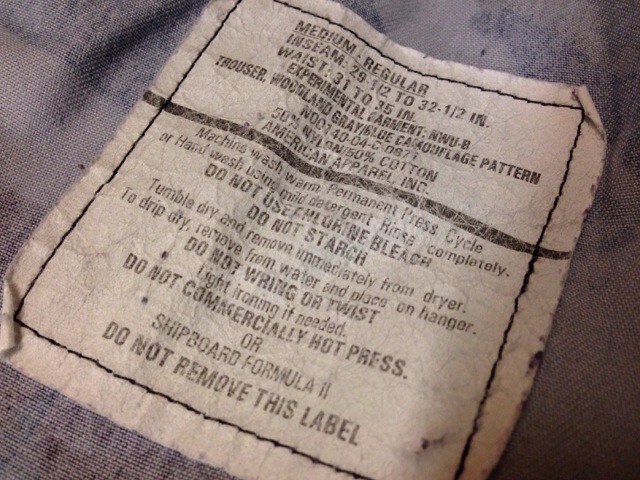 MEDIUM - REGULAR
INSEAM: 29-1/2 TO 32-1/2 IN.
WAIST: 31 TO 35 IN.
EXPERIMENTAL GARMENT: NWU-B
TROUSER, WOODLAND GRAY/BLUE CAMOUFLAGE PATTERN
50% NYLON/50% COTTON
AMERICAN APPAREL INC.
Machine wash warm Permanent Press Cycle
or Hand wash using mild detergent. Rinse completely.
DO NOT USE CHLORINE BLEACH
DO NOT STARCH
Tumble dry and remove immediately from dryer.
To drip dry, remove from water and place on hanger.
DO NOT WRING OR TWIST
Light ironing if needed.
DO NOT COMMERCIALLY HOT PRESS.
OR
SHIPBOARD FORMULA II
DO NOT REMOVE THIS LABEL